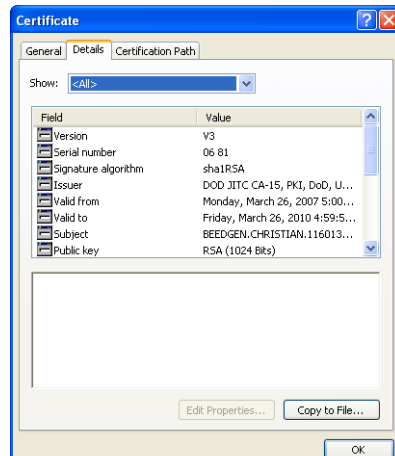 Certificate
General Details Certification Path
Show: <All>
Field Value
Version V3
Serial number 06 81
Signature algorithm sha1RSA
Issuer DOD JITC CA-15, PKI, DoD, U...
Valid from Monday, March 26, 2007 5:00...
Valid to Friday, March 26, 2010 4:59:5...
Subject BEEDGEN.CHRISTIAN.116013...
Public key RSA (1024 Bits)
Edit Properties... Copy to File...
OK